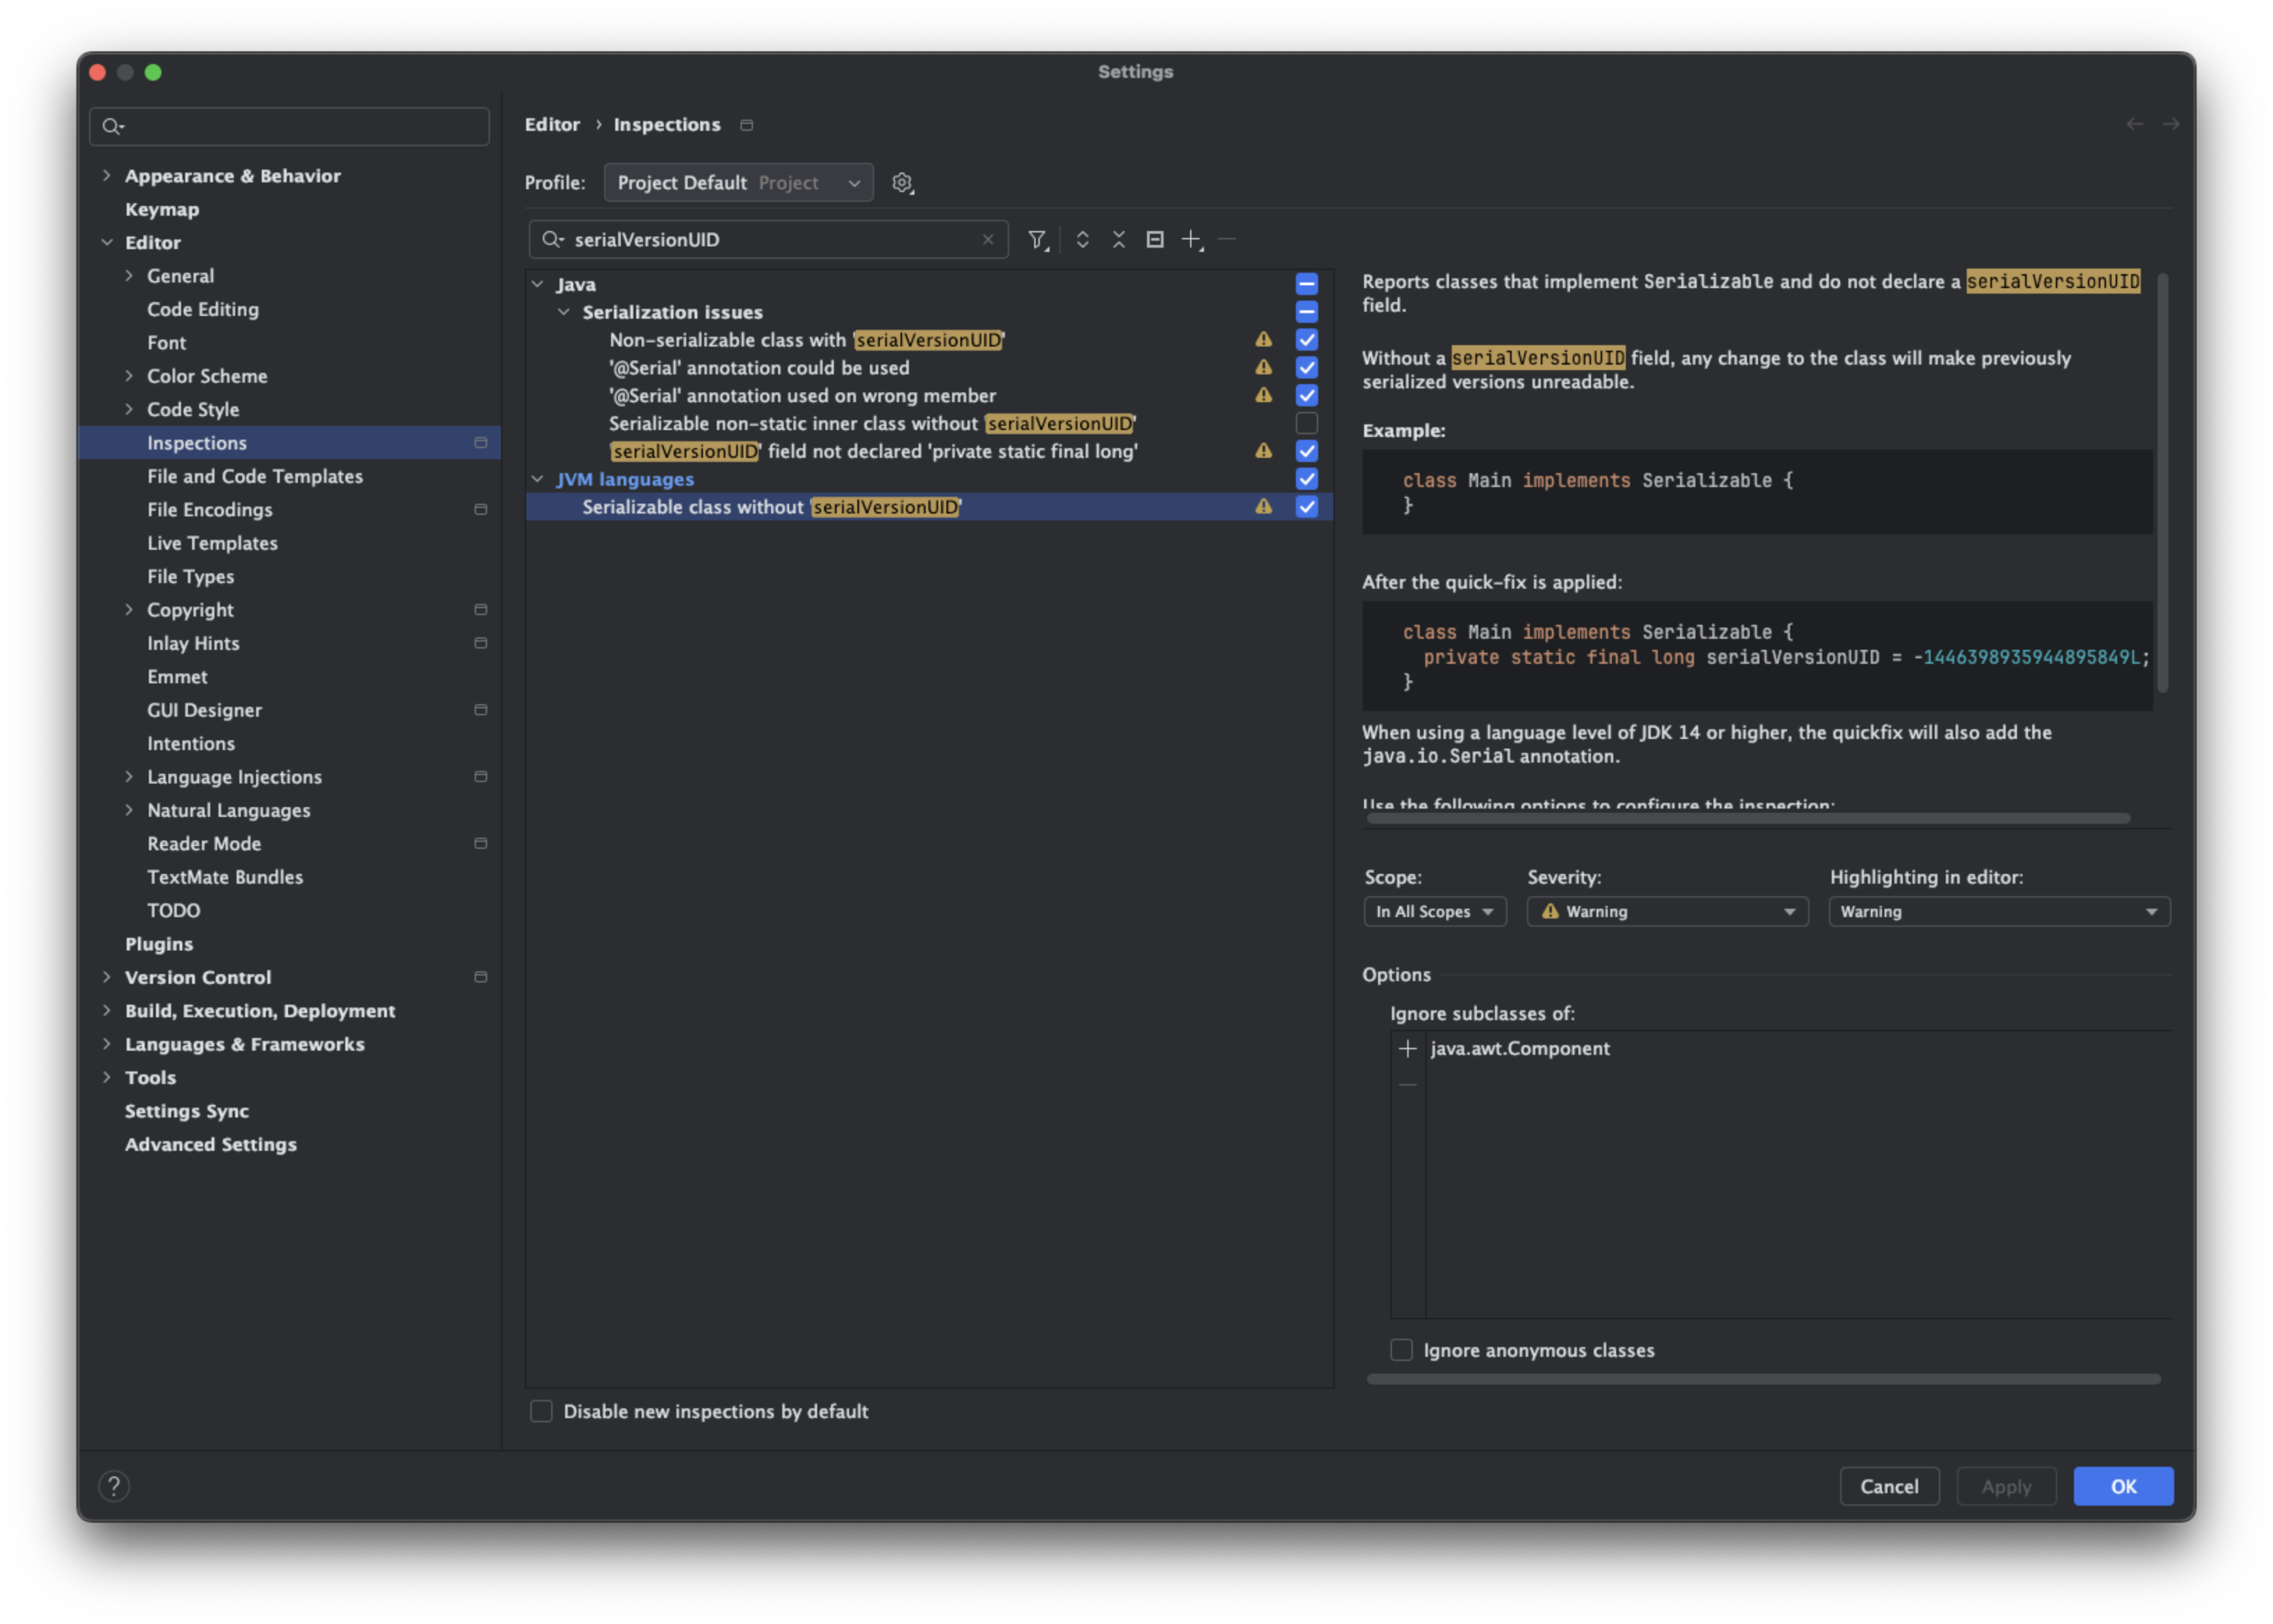 Settings
Appearance & Behavior
Keymap
Editor
General
Code Editing
Font
Color Scheme
Code Style
Inspections
File and Code Templates
File Encodings
Live Templates
File Types
Copyright
Inlay Hints
Emmet
GUI Designer
Intentions
Language Injections
Natural Languages
Reader Mode
TextMate Bundles
TODO
Plugins
Version Control
Build, Execution, Deployment
Languages & Frameworks
Tools
Settings Sync
Advanced Settings
Editor › Inspections
Profile: Project Default Project
serialVersionUID
Java
Serialization issues
Non-serializable class with 'serialVersionUID'
'@Serial' annotation could be used
'@Serial' annotation used on wrong member
Serializable non-static inner class without 'serialVersionUID'
'serialVersionUID' field not declared 'private static final long'
JVM languages
Serializable class without 'serialVersionUID'
Disable new inspections by default
Reports classes that implement Serializable and do not declare a serialVersionUID
field.
Without a serialVersionUID field, any change to the class will make previously
serialized versions unreadable.
Example:
class Main implements Serializable {
}
After the quick-fix is applied:
class Main implements Serializable {
private static final long serialVersionUID = -1446398935944895849L;
}
When using a language level of JDK 14 or higher, the quickfix will also add the
java.io.Serial annotation.
Use the following options to configure the inspection:
Scope: Severity: Highlighting in editor:
In All Scopes Warning Warning
Options
Ignore subclasses of:
java.awt.Component
Ignore anonymous classes
? Cancel Apply OK